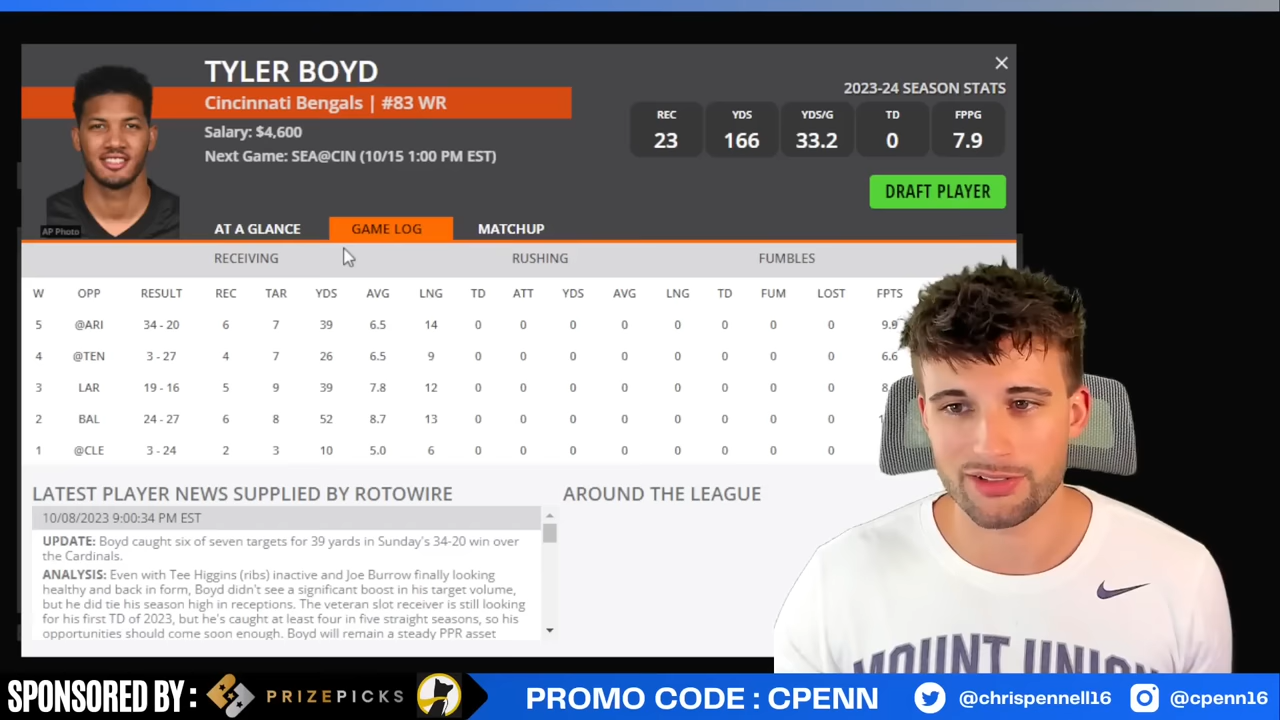 TYLER BOYD
Cincinnati Bengals | #83 WR
Salary: $4,600
Next Game: SEA@CIN (10/15 1:00 PM EST)
2023-24 SEASON STATS
REC YDS YDS/G TD FPPG
23 166 33.2 0 7.9
DRAFT PLAYER
AP Photo
AT A GLANCE GAME LOG MATCHUP
RECEIVING RUSHING FUMBLES
W OPP RESULT REC TAR YDS AVG LNG TD ATT YDS AVG LNG TD FUM LOST FPTS
5 @ARI 34 - 20 6 7 39 6.5 14 0 0 0 0 0 0 0 0 9.9
4 @TEN 3 - 27 4 7 26 6.5 9 0 0 0 0 0 0 0 0 6.6
3 LAR 19 - 16 5 9 39 7.8 12 0 0 0 0 0 0 0 0
2 BAL 24 - 27 6 8 52 8.7 13 0 0 0 0 0 0 0 0
1 @CLE 3 - 24 2 3 10 5.0 6 0 0 0 0 0 0 0 0
LATEST PLAYER NEWS SUPPLIED BY ROTOWIRE
10/08/2023 9:00:34 PM EST
UPDATE: Boyd caught six of seven targets for 39 yards in Sunday's 34-20 win over
the Cardinals.
ANALYSIS: Even with Tee Higgins (ribs) inactive and Joe Burrow finally looking
healthy and back in form, Boyd didn't see a significant boost in his target volume,
but he did tie his season high in receptions. The veteran slot receiver is still looking
for his first TD of 2023, but he's caught at least four in five straight seasons, so his
opportunities should come soon enough. Boyd will remain a steady PPR asset
AROUND THE LEAGUE
MOUNT UNION
SPONSORED BY : PRIZEPICKS PROMO CODE : CPENN @chrispennell16 @cpenn16